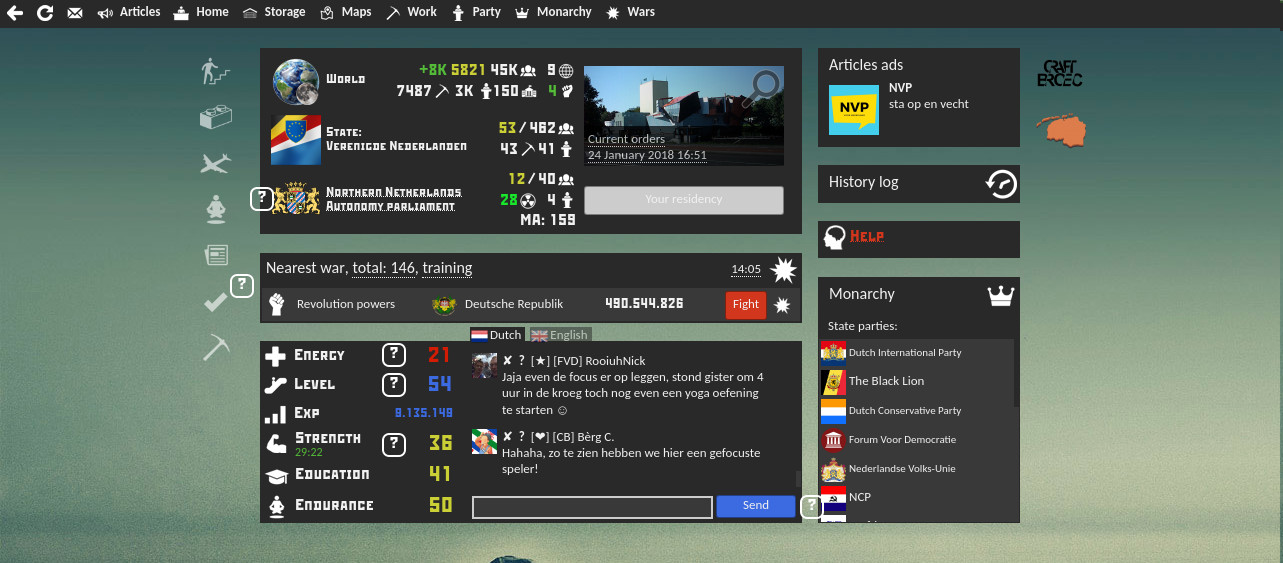 Articles Home Storage Maps Work Party Monarchy Wars
World
+8K 5821 45K 9
7487 3K 150 4
State:
Verenigde Nederlanden
53/462
43 41
Northern Netherlands
Autonomy parliament
12/40
28 4
MA: 159
Current orders
24 January 2018 16:51
Your residency
?
?
Nearest war, total: 146, training
14:05
Revolution powers Deutsche Republik 490.544.826 Fight
Energy ? 21
Level ? 54
Exp 9.135.149
Strength ? 36
29:22
Education 41
Endurance 50
Dutch English
✘ ? [★] [FVD] RooiuhNick
Jaja even de focus er op leggen, stond gister om 4
uur in de kroeg toch nog even een yoga oefening
te starten ☺
✘ ? [❤] [CB] Bèrg C.
Hahaha, zo te zien hebben we hier een gefocuste
speler!
Send
?
Articles ads
NVP
NVP
sta op en vecht
History log
Help
Monarchy
State parties:
Dutch International Party
The Black Lion
Dutch Conservative Party
Forum Voor Democratie
Nederlandse Volks-Unie
NCP